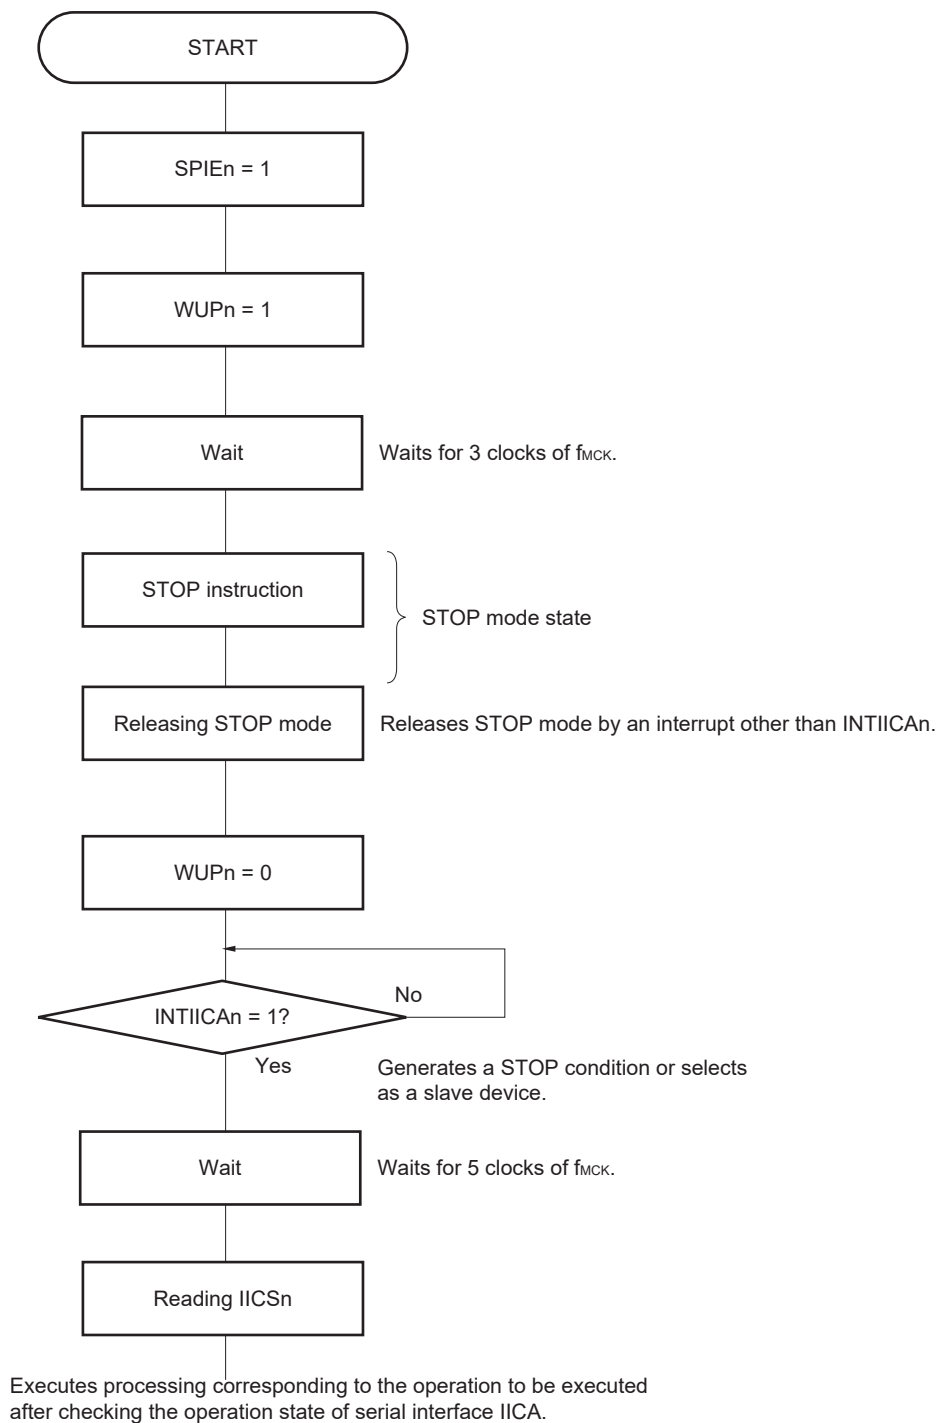 START
SPIEn = 1
WUPn = 1
Wait
Waits for 3 clocks of fMCK.
STOP instruction
STOP mode state
Releasing STOP mode
Releases STOP mode by an interrupt other than INTIICAn.
WUPn = 0
No
INTIICAn = 1?
Yes
Generates a STOP condition or selects
as a slave device.
Wait
Waits for 5 clocks of fMCK.
Reading IICSn
Executes processing corresponding to the operation to be executed
after checking the operation state of serial interface IICA.